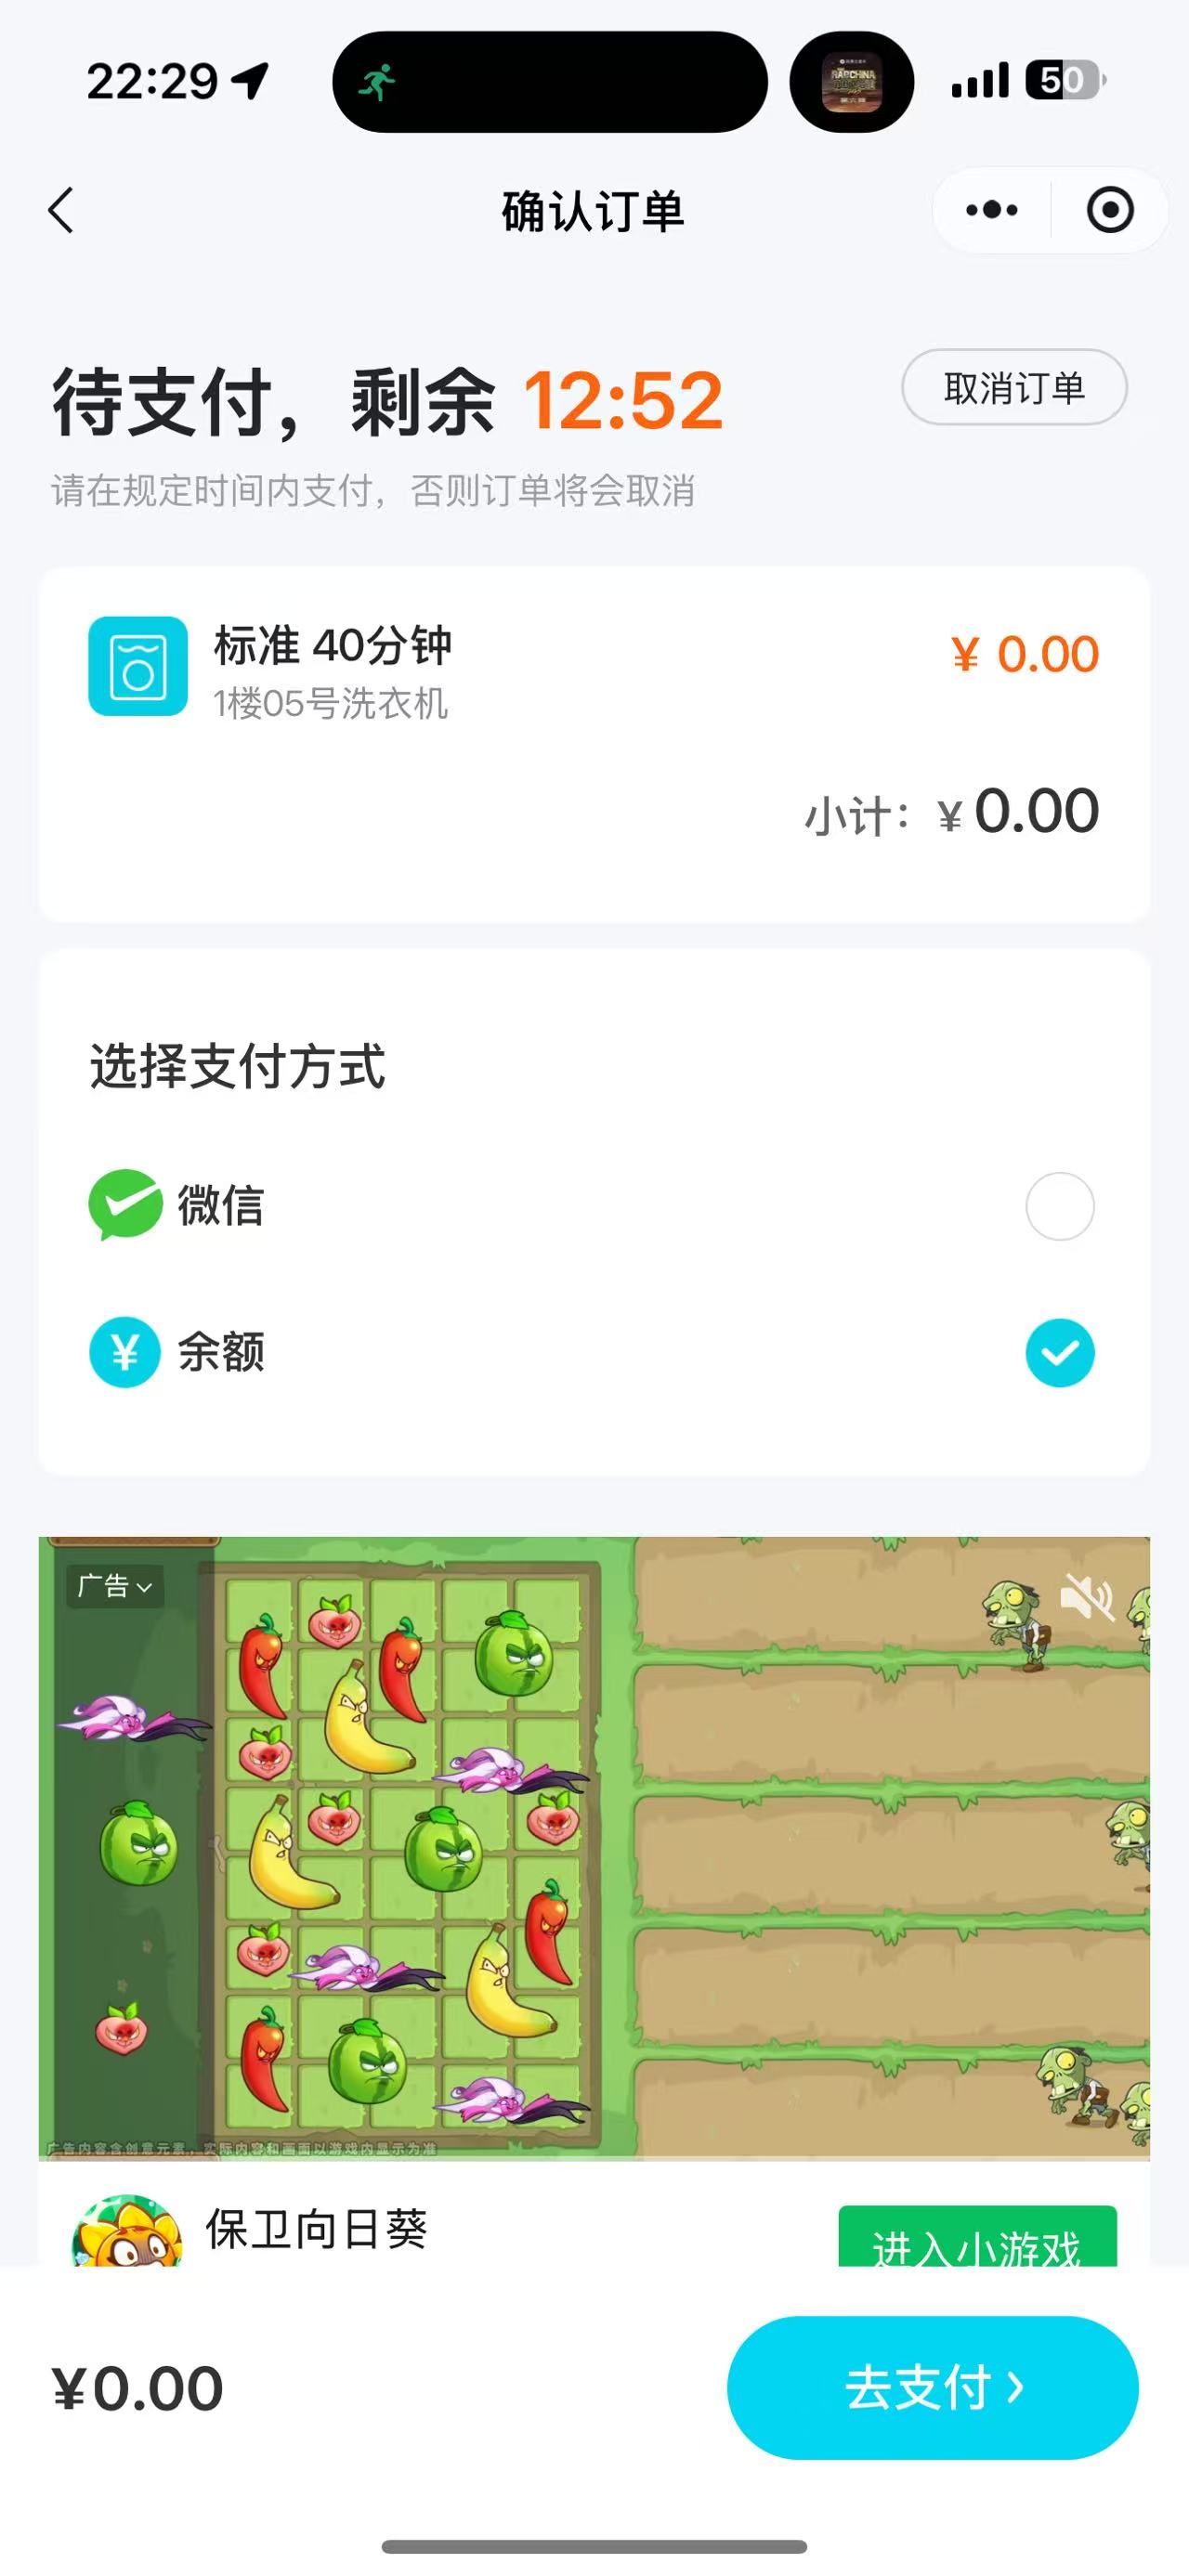 22:29
50
确认订单
待支付，剩余 12:52
取消订单
请在规定时间内支付，否则订单将会取消
标准 40分钟
¥ 0.00
1楼05号洗衣机
小计：¥ 0.00
选择支付方式
微信
¥ 余额
广告
广告内容含创意元素，实际内容和画面以游戏内显示为准
保卫向日葵
进入小游戏
¥0.00
去支付